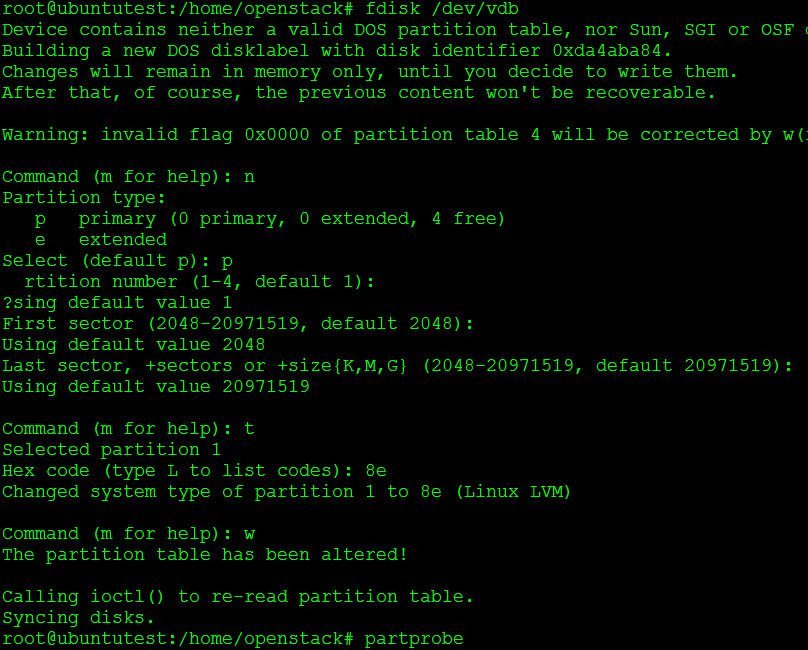 root@ubuntutest:/home/openstack# fdisk /dev/vdb
Device contains neither a valid DOS partition table, nor Sun, SGI or OSF
Building a new DOS disklabel with disk identifier 0xda4aba84.
Changes will remain in memory only, until you decide to write them.
After that, of course, the previous content won't be recoverable.
Warning: invalid flag 0x0000 of partition table 4 will be corrected by w(
Command (m for help): n
Partition type:
p   primary (0 primary, 0 extended, 4 free)
e   extended
Select (default p): p
rtition number (1-4, default 1):
?sing default value 1
First sector (2048-20971519, default 2048):
Using default value 2048
Last sector, +sectors or +size{K,M,G} (2048-20971519, default 20971519):
Using default value 20971519
Command (m for help): t
Selected partition 1
Hex code (type L to list codes): 8e
Changed system type of partition 1 to 8e (Linux LVM)
Command (m for help): w
The partition table has been altered!
Calling ioctl() to re-read partition table.
Syncing disks.
root@ubuntutest:/home/openstack# partprobe